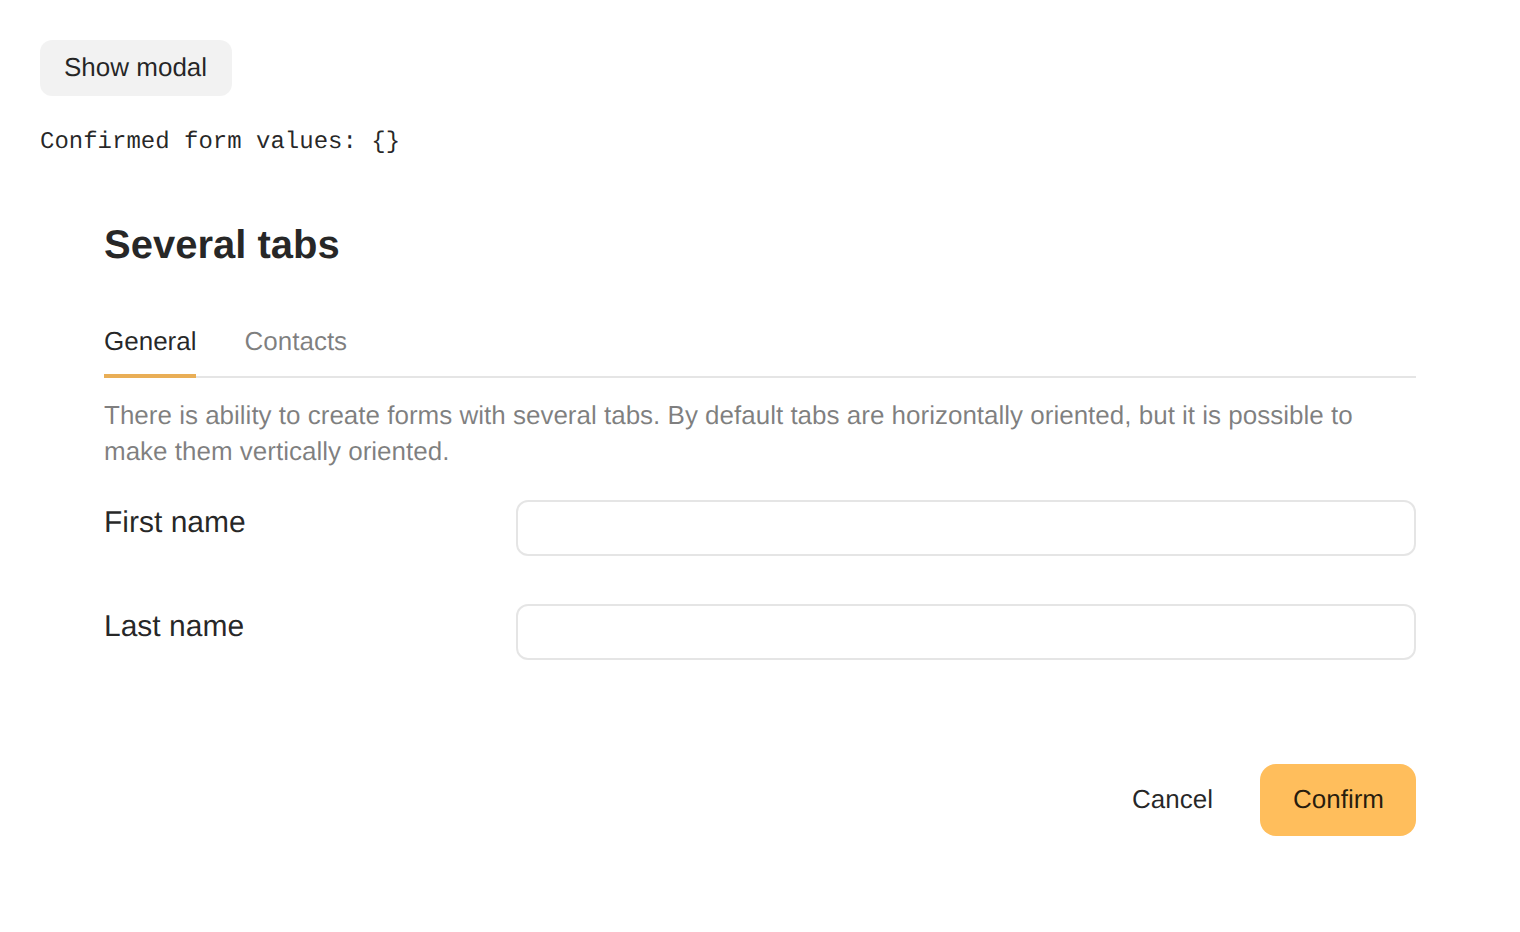 Show modal
Confirmed form values: {}
Several tabs
General Contacts
There is ability to create forms with several tabs. By default tabs are horizontally oriented, but it is possible to
make them vertically oriented.
First name
Last name
Cancel Confirm